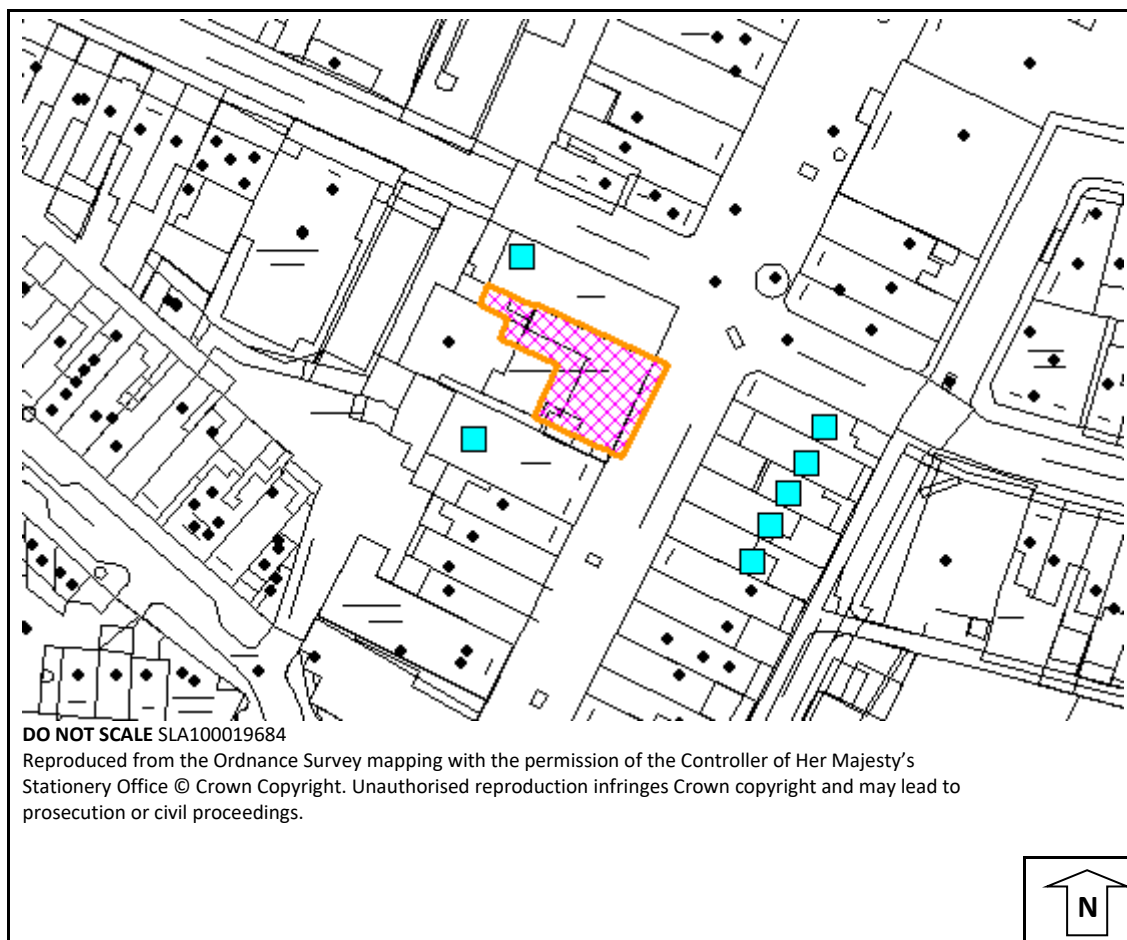 DO NOT SCALE SLA100019684
Reproduced from the Ordnance Survey mapping with the permission of the Controller of Her Majesty’s
Stationery Office © Crown Copyright. Unauthorised reproduction infringes Crown copyright and may lead to
prosecution or civil proceedings.
N